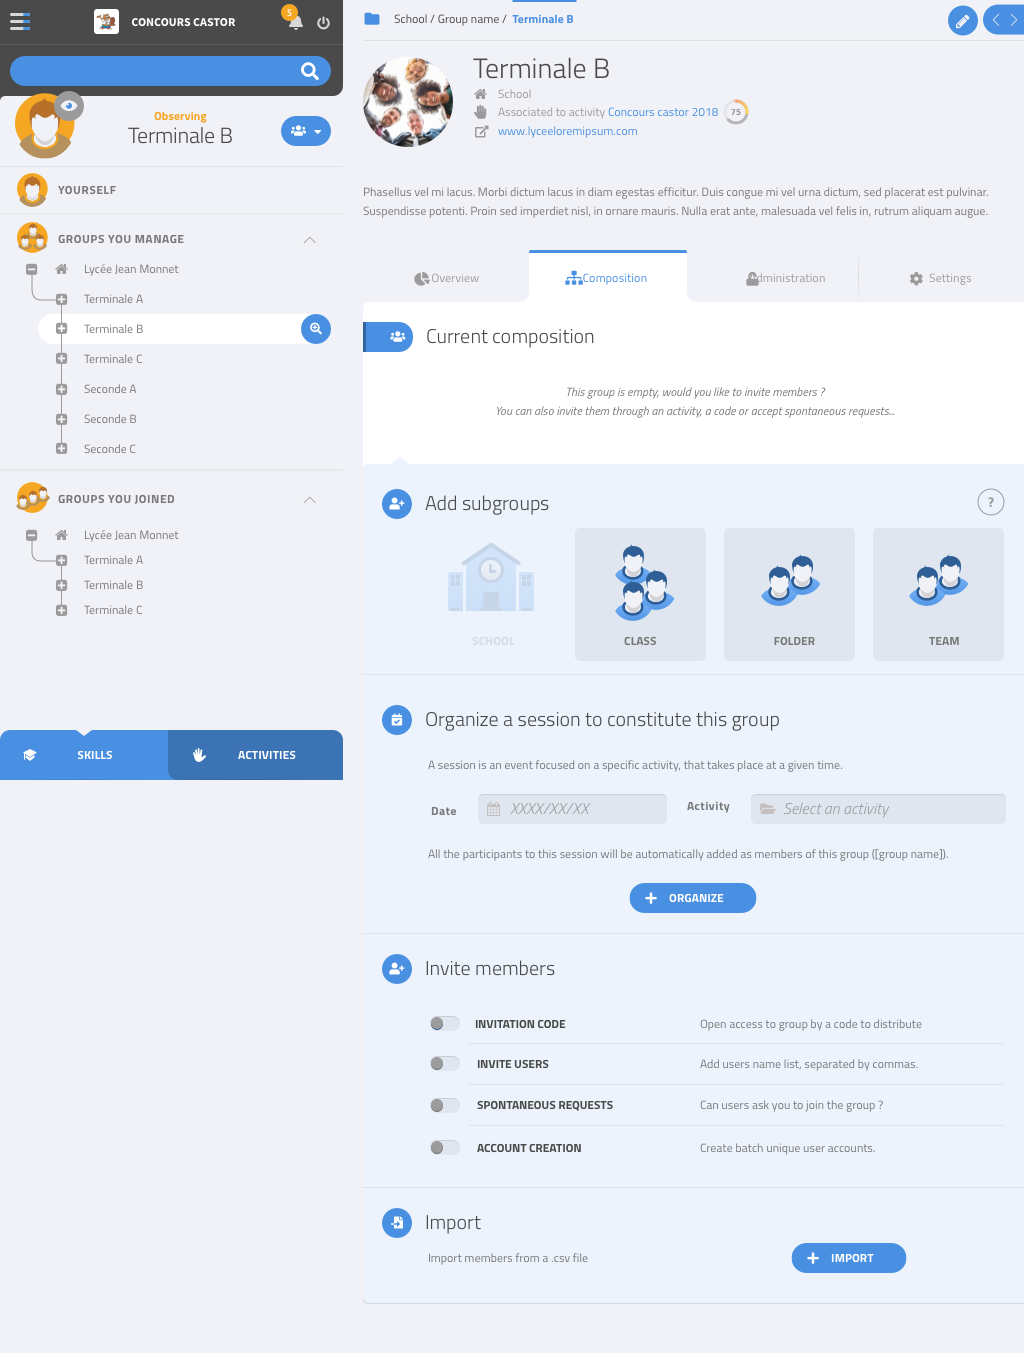 CONCOURS CASTOR
5
Observing
Terminale B
YOURSELF
GROUPS YOU MANAGE
Lycée Jean Monnet
Terminale A
Terminale B
Terminale C
Seconde A
Seconde B
Seconde C
GROUPS YOU JOINED
Lycée Jean Monnet
Terminale A
Terminale B
Terminale C
SKILLS
ACTIVITIES
School / Group name / Terminale B
Terminale B
School
Associated to activity Concours castor 2018 75
www.lyceeloremipsum.com
Phasellus vel mi lacus. Morbi dictum lacus in diam egestas efficitur. Duis congue mi vel urna dictum, sed placerat est pulvinar.
Suspendisse potenti. Proin sed imperdiet nisl, in ornare mauris. Nulla erat ante, malesuada vel felis in, rutrum aliquam augue.
Overview
Composition
Administration
Settings
Current composition
This group is empty, would you like to invite members ?
You can also invite them through an activity, a code or accept spontaneous requests...
Add subgroups
?
SCHOOL
CLASS
FOLDER
TEAM
Organize a session to constitute this group
A session is an event focused on a specific activity, that takes place at a given time.
Date
XXXX/XX/XX
Activity
Select an activity
All the participants to this session will be automatically added as members of this group ([group name]).
ORGANIZE
Invite members
INVITATION CODE
Open access to group by a code to distribute
INVITE USERS
Add users name list, separated by commas.
SPONTANEOUS REQUESTS
Can users ask you to join the group ?
ACCOUNT CREATION
Create batch unique user accounts.
Import
Import members from a .csv file
IMPORT